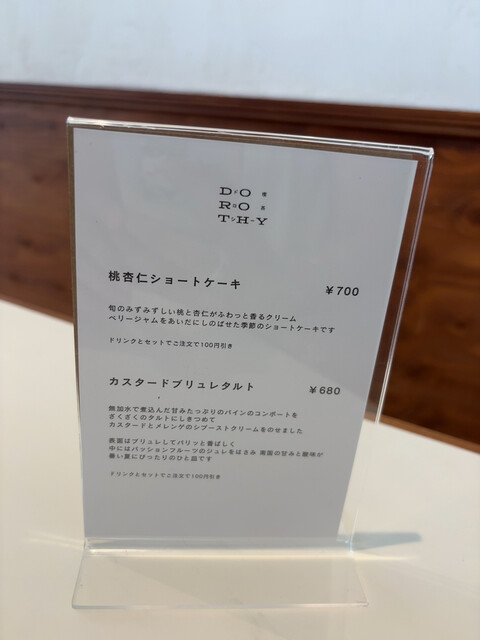 DO
RO
THY
桃杏仁ショートケーキ ¥700
旬のみずみずしい桃と杏仁がふわっと香るクリーム
ベリージャムをあいだにしのばせた季節のショートケーキです
ドリンクとセットでご注文で100円引き
カスタードブリュレタルト ¥680
無加水で煮込んだ甘みたっぷりのパインのコンポートを
ざくざくのタルトにしきつめて
カスタードとメレンゲのシブーストクリームをのせました
表面はブリュレしてパリッと香ばしく
中にはパッションフルーツのジュレをはさみ 南国の甘みと酸味が
暑い夏にぴったりのひと皿です
ドリンクとセットでご注文で100円引き